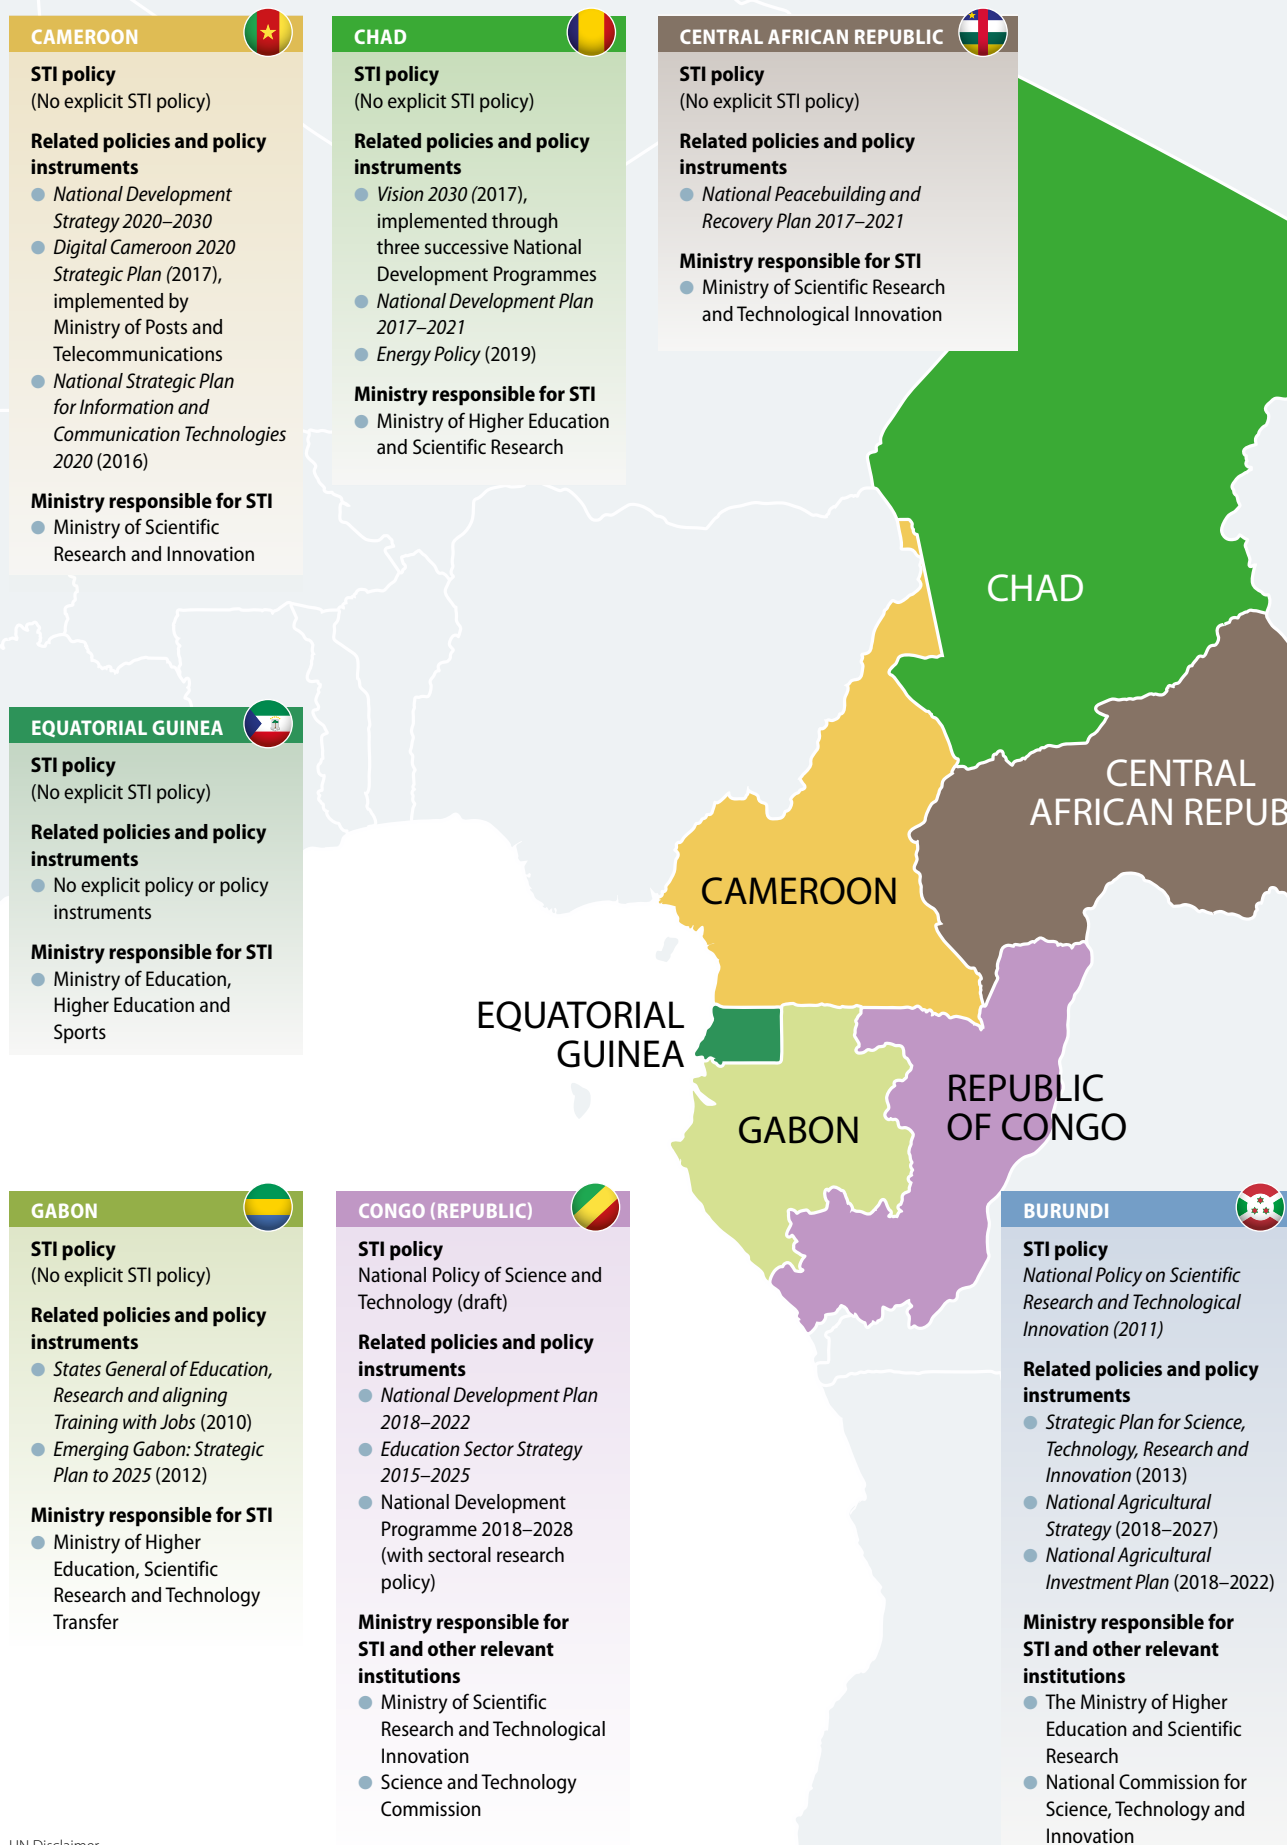 CAMEROON
STI policy
(No explicit STI policy)
Related policies and policy
instruments
National Development
Strategy 2020–2030
Digital Cameroon 2020
Strategic Plan (2017),
implemented by
Ministry of Posts and
Telecommunications
National Strategic Plan
for Information and
Communication Technologies
2020 (2016)
Ministry responsible for STI
Ministry of Scientific
Research and Innovation
CHAD
STI policy
(No explicit STI policy)
Related policies and policy
instruments
Vision 2030 (2017),
implemented through
three successive National
Development Programmes
National Development Plan
2017–2021
Energy Policy (2019)
Ministry responsible for STI
Ministry of Higher Education
and Scientific Research
CENTRAL AFRICAN REPUBLIC
STI policy
(No explicit STI policy)
Related policies and policy
instruments
National Peacebuilding and
Recovery Plan 2017–2021
Ministry responsible for STI
Ministry of Scientific Research
and Technological Innovation
CHAD
CENTRAL
AFRICAN REPUB
CAMEROON
EQUATORIAL
GUINEA
GABON
REPUBLIC
OF CONGO
EQUATORIAL GUINEA
STI policy
(No explicit STI policy)
Related policies and policy
instruments
No explicit policy or policy
instruments
Ministry responsible for STI
Ministry of Education,
Higher Education and
Sports
GABON
STI policy
(No explicit STI policy)
Related policies and policy
instruments
States General of Education,
Research and aligning
Training with Jobs (2010)
Emerging Gabon: Strategic
Plan to 2025 (2012)
Ministry responsible for STI
Ministry of Higher
Education, Scientific
Research and Technology
Transfer
CONGO (REPUBLIC)
STI policy
National Policy of Science and
Technology (draft)
Related policies and policy
instruments
National Development Plan
2018–2022
Education Sector Strategy
2015–2025
National Development
Programme 2018–2028
(with sectoral research
policy)
Ministry responsible for
STI and other relevant
institutions
Ministry of Scientific
Research and Technological
Innovation
Science and Technology
Commission
BURUNDI
STI policy
National Policy on Scientific
Research and Technological
Innovation (2011)
Related policies and policy
instruments
Strategic Plan for Science,
Technology, Research and
Innovation (2013)
National Agricultural
Strategy (2018–2027)
National Agricultural
Investment Plan (2018–2022)
Ministry responsible for
STI and other relevant
institutions
The Ministry of Higher
Education and Scientific
Research
National Commission for
Science, Technology and
Innovation
UN Disclaimer